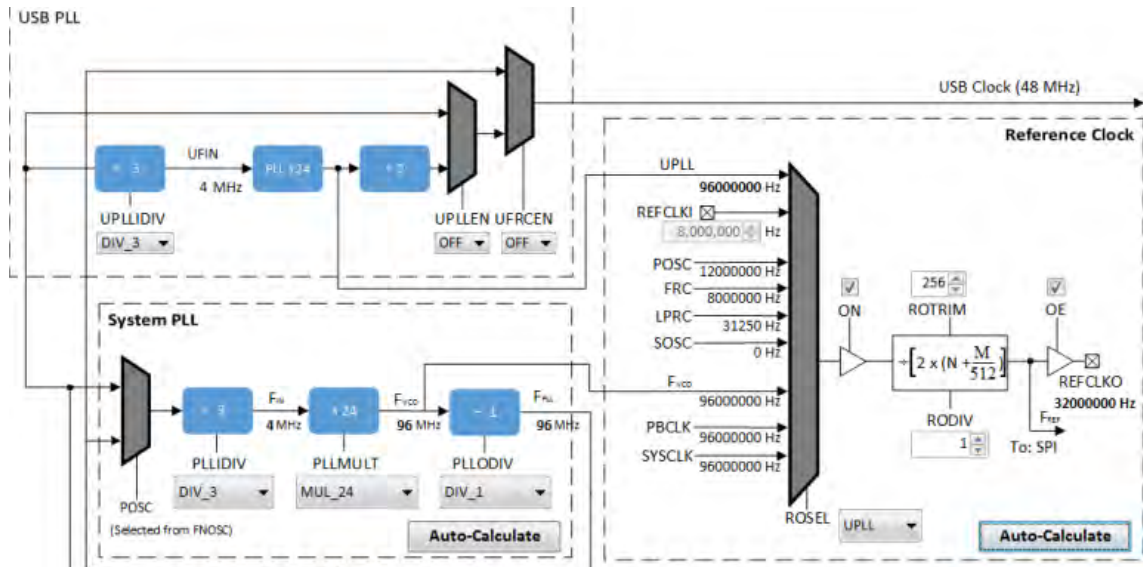 USB PLL
USB Clock (48 MHz)
Reference Clock
÷ 3
UFIN
4 MHz
PLL x24
÷ 2
UPLLIDIV
DIV_3
UPLLEN
OFF
UFRCEN
OFF
UPLL
96000000 Hz
REFCLKI
8,000,000 Hz
POSC
12000000 Hz
FRC
8000000 Hz
LPRC
31250 Hz
SOSC
0 Hz
FVCO
96000000 Hz
PBCLK
96000000 Hz
SYSCLK
96000000 Hz
ROSEL
UPLL
ON
256
ROTRIM
÷[2 x (N + M/512)]
RODIV
1
OE
REFCLKO
32000000 Hz
FREF
To: SPI
Auto-Calculate
System PLL
÷ 3
FIN
4 MHz
x 24
FVCO
96 MHz
÷ 1
FPLL
96 MHz
POSC
(Selected from FNOSC)
PLLIDIV
DIV_3
PLLMULT
MUL_24
PLLODIV
DIV_1
Auto-Calculate